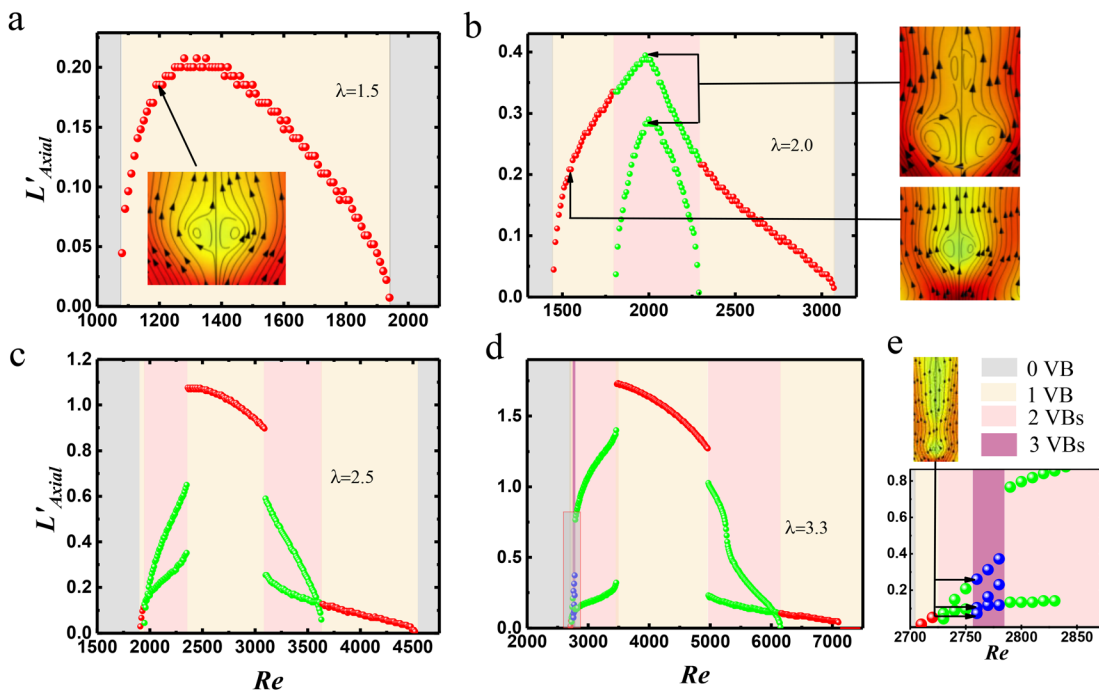 a
0.20
0.15
0.10
0.05
0.00
L'Axial
λ=1.5
1000 1200 1400 1600 1800 2000
b
0.4
0.3
0.2
0.1
0.0
λ=2.0
1500 2000 2500 3000
c
1.2
1.0
0.8
0.6
0.4
0.2
0.0
L'Axial
λ=2.5
1500 2000 2500 3000 3500 4000 4500
Re
d
1.5
1.0
0.5
0.0
λ=3.3
2000 3000 4000 5000 6000 7000
Re
e
0 VB
1 VB
2 VBs
3 VBs
0.8
0.6
0.4
0.2
2700 2750 2800 2850
Re